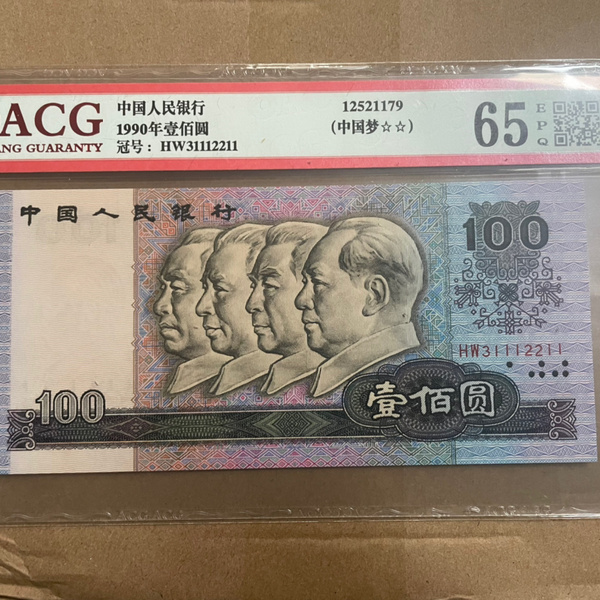 ACG
ANG GUARANTY
中国人民银行
1990年壹佰圆
冠号: HW31112211
12521179
(中国梦☆☆)
65
EPQ
中国人民银行
100
HW31112211
100
壹佰圆